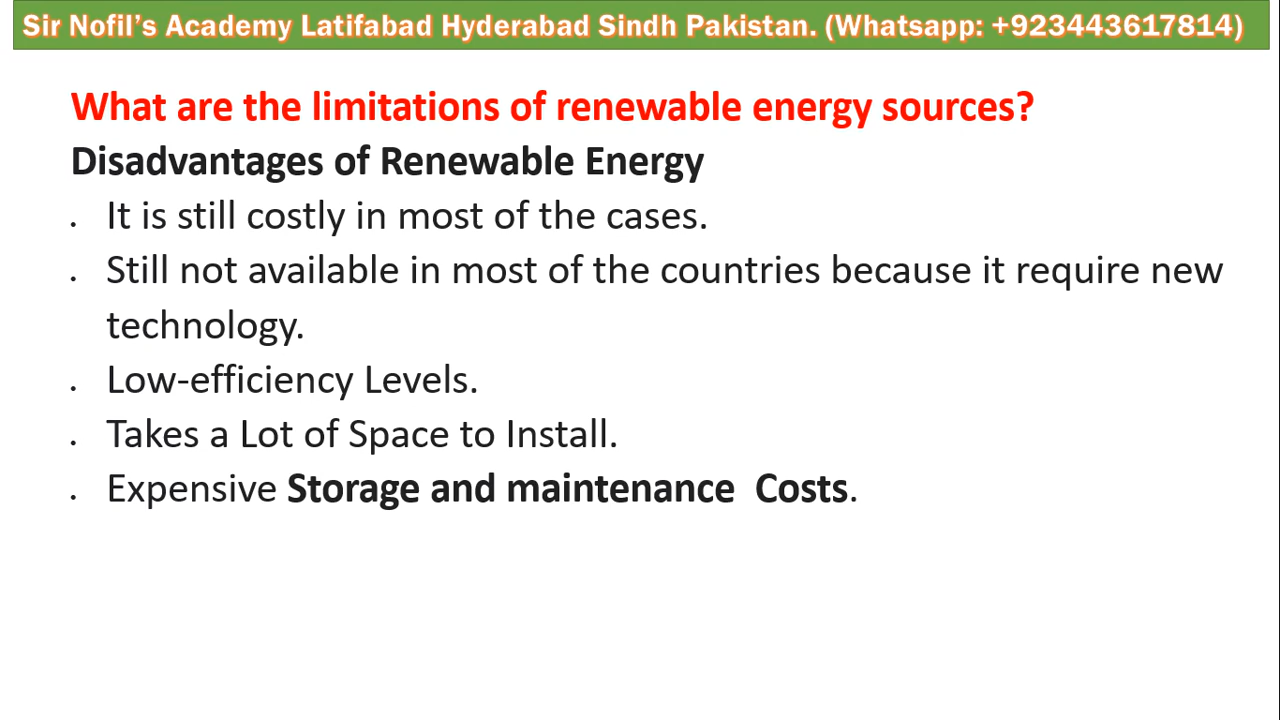 Sir Nofil's Academy Latifabad Hyderabad Sindh Pakistan. (Whatsapp: +923443617814)
What are the limitations of renewable energy sources?
Disadvantages of Renewable Energy
. It is still costly in most of the cases.
. Still not available in most of the countries because it require new
technology.
. Low-efficiency Levels.
. Takes a Lot of Space to Install.
. Expensive Storage and maintenance  Costs.